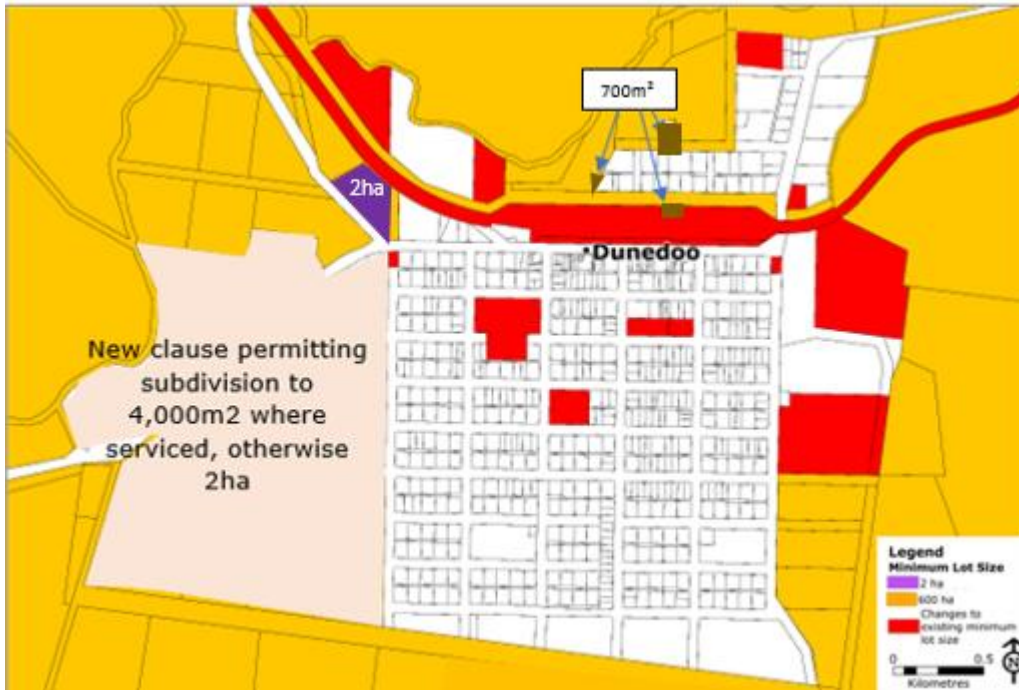 700m²
2ha
•Dunedoo
New clause permitting
subdivision to
4,000m2 where
serviced, otherwise
2ha
Legend
Minimum Lot Size
2 ha
600 ha
Changes to
existing minimum
lot size
0 0.5
Kilometres
N